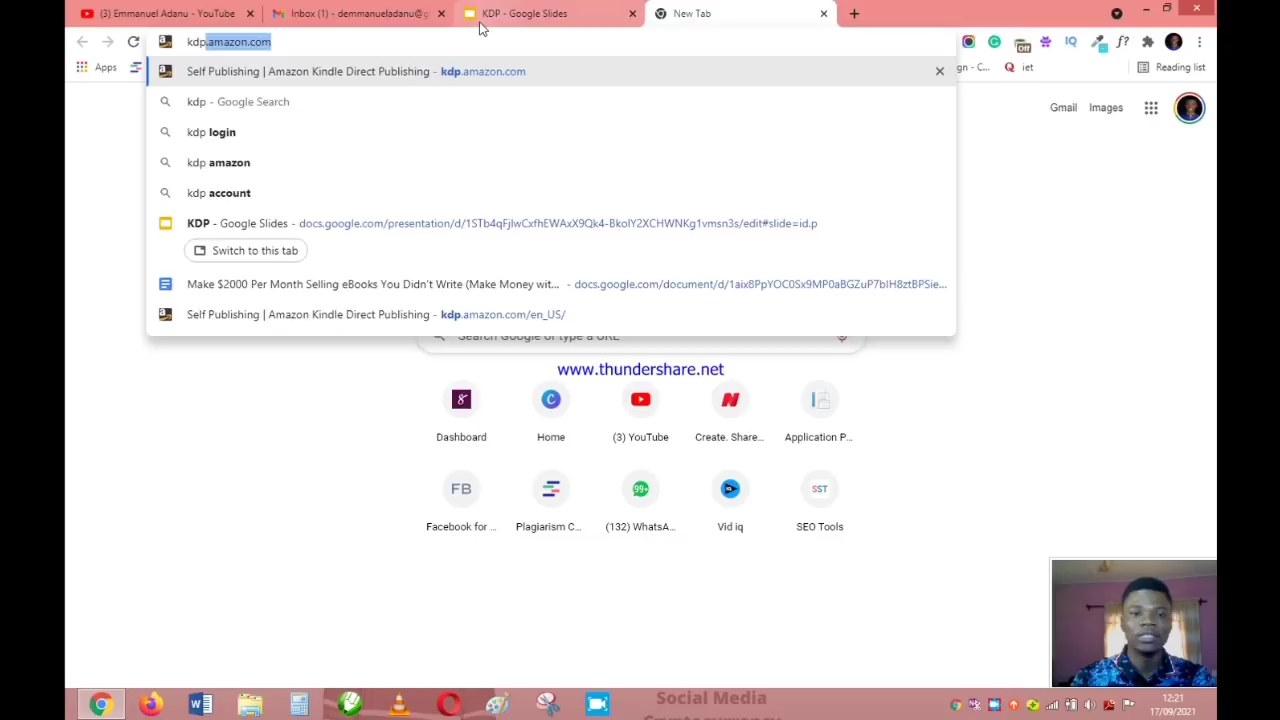 (3) Emmanuel Adanu - YouTube
Inbox (1) - demmanueladanu@g
KDP - Google Slides
New Tab
kdp.amazon.com
Off
IQ
f?
Apps
gn - C...
iet
Reading list
Self Publishing | Amazon Kindle Direct Publishing - kdp.amazon.com
kdp - Google Search
kdp login
kdp amazon
kdp account
KDP - Google Slides - docs.google.com/presentation/d/1STb4qFjlwCxfhEWAxX9Qk4-BkolY2XCHWNKg1vmsn3s/edit#slide=id.p
Switch to this tab
Make $2000 Per Month Selling eBooks You Didn't Write (Make Money wit... - docs.google.com/document/d/1aix8PpYOC0Sx9MP0aBGZuP7bIH8ztBPSie...
Self Publishing | Amazon Kindle Direct Publishing - kdp.amazon.com/en_US/
Gmail Images
Search Google or type a URL
www.thundershare.net
Dashboard
Home
(3) YouTube
Create. Share...
Application P...
FB
99+
SST
Facebook for ...
Plagiarism C...
(132) WhatsA...
Vid iq
SEO Tools
Social Media
Cryptocurrency
12:21
17/09/2021